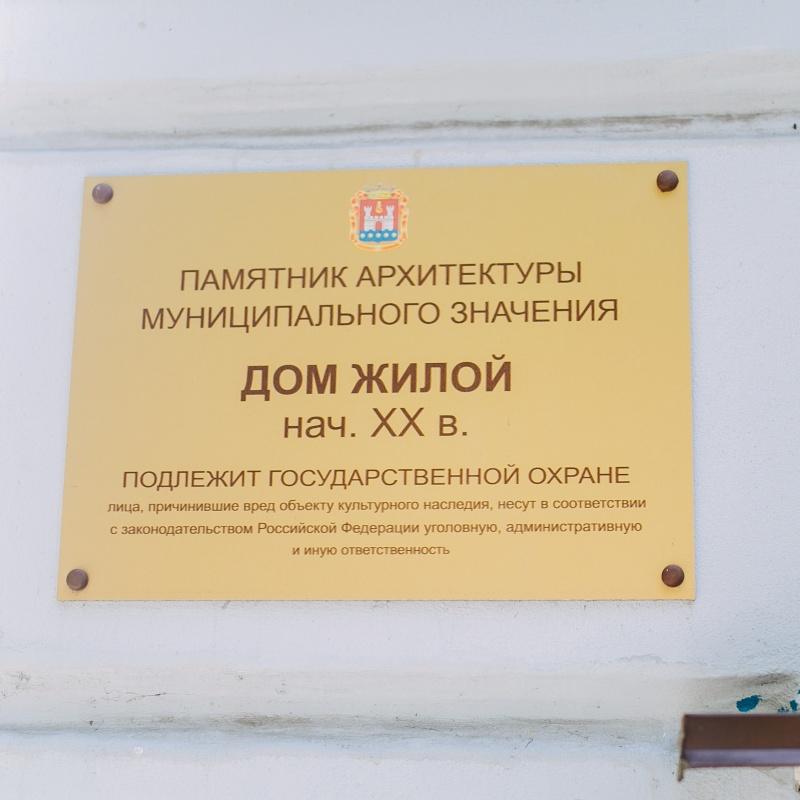 ПАМЯТНИК АРХИТЕКТУРЫ
МУНИЦИПАЛЬНОГО ЗНАЧЕНИЯ
ДОМ ЖИЛОЙ
нач. XX в.
ПОДЛЕЖИТ ГОСУДАРСТВЕННОЙ ОХРАНЕ
лица, причинившие вред объекту культурного наследия, несут в соответствии
с законодательством Российской Федерации уголовную, административную
и иную ответственность